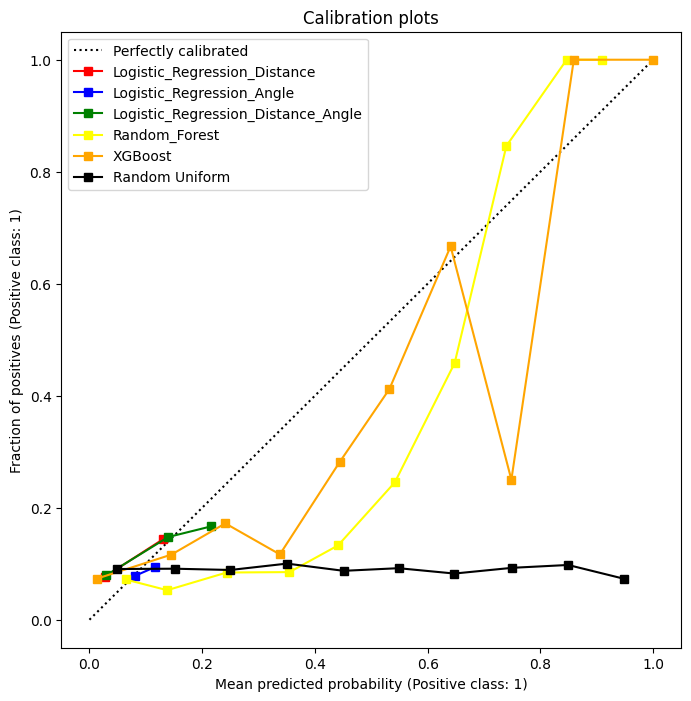 Calibration plots
Perfectly calibrated
Logistic_Regression_Distance
Logistic_Regression_Angle
Logistic_Regression_Distance_Angle
Random_Forest
XGBoost
Random Uniform
1.0
0.8
0.6
0.4
0.2
0.0
Fraction of positives (Positive class: 1)
0.0 0.2 0.4 0.6 0.8 1.0
Mean predicted probability (Positive class: 1)